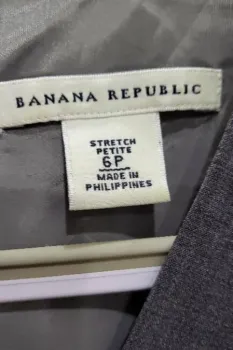 BANANA REPUBLIC
STRETCH
PETITE
6P
MADE IN
PHILIPPINES